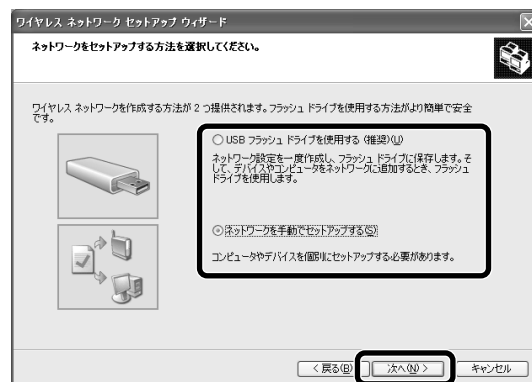 ワイヤレス ネットワーク セットアップ ウィザード
ネットワークをセットアップする方法を選択してください。
ワイヤレス ネットワークを作成する方法が 2 つ提供されます。フラッシュ ドライブを使用する方法がより簡単で安全
です。
USB フラッシュ ドライブを使用する (推奨)(U)
ネットワーク設定を一度作成し、フラッシュ ドライブに保存します。そ
して、デバイスやコンピュータをネットワークに追加するとき、フラッシュ
ドライブを使用します。
ネットワークを手動でセットアップする(S)
コンピュータやデバイスを個別にセットアップする必要があります。
< 戻る(B)
次へ(N) >
キャンセル